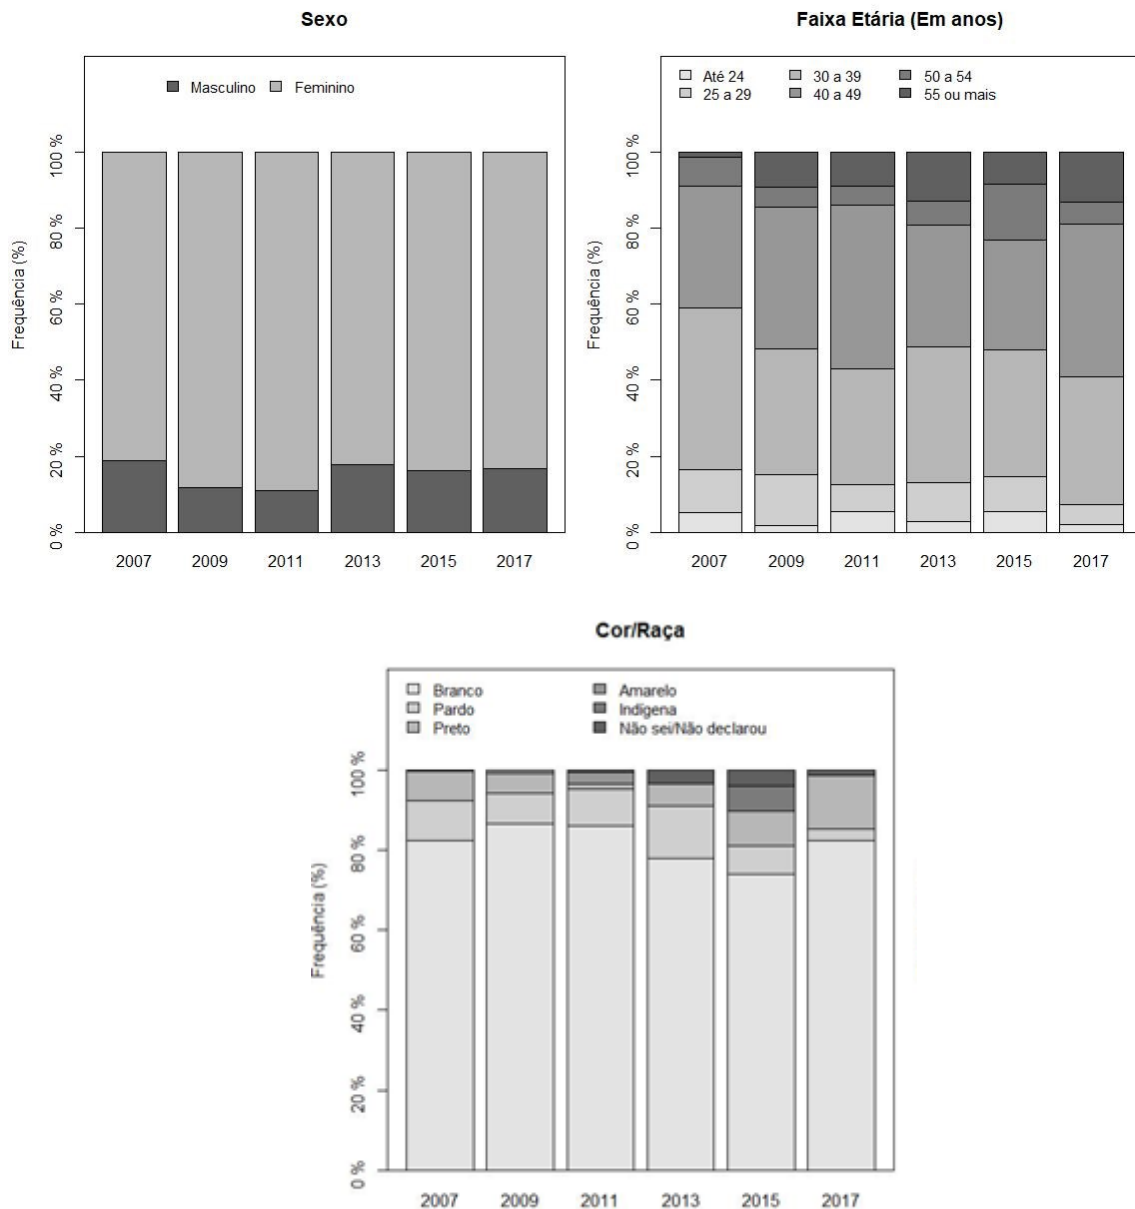 Sexo
Masculino Feminino
Frequência (%)
100 %
80 %
60 %
40 %
20 %
0 %
2007 2009 2011 2013 2015 2017
Faixa Etária (Em anos)
Até 24 30 a 39 50 a 54
25 a 29 40 a 49 55 ou mais
Frequência (%)
100 %
80 %
60 %
40 %
20 %
0 %
2007 2009 2011 2013 2015 2017
Cor/Raça
Branco Amarelo
Pardo Indígena
Preto Não sei/Não declarou
Frequência (%)
100 %
80 %
60 %
40 %
20 %
0 %
2007 2009 2011 2013 2015 2017